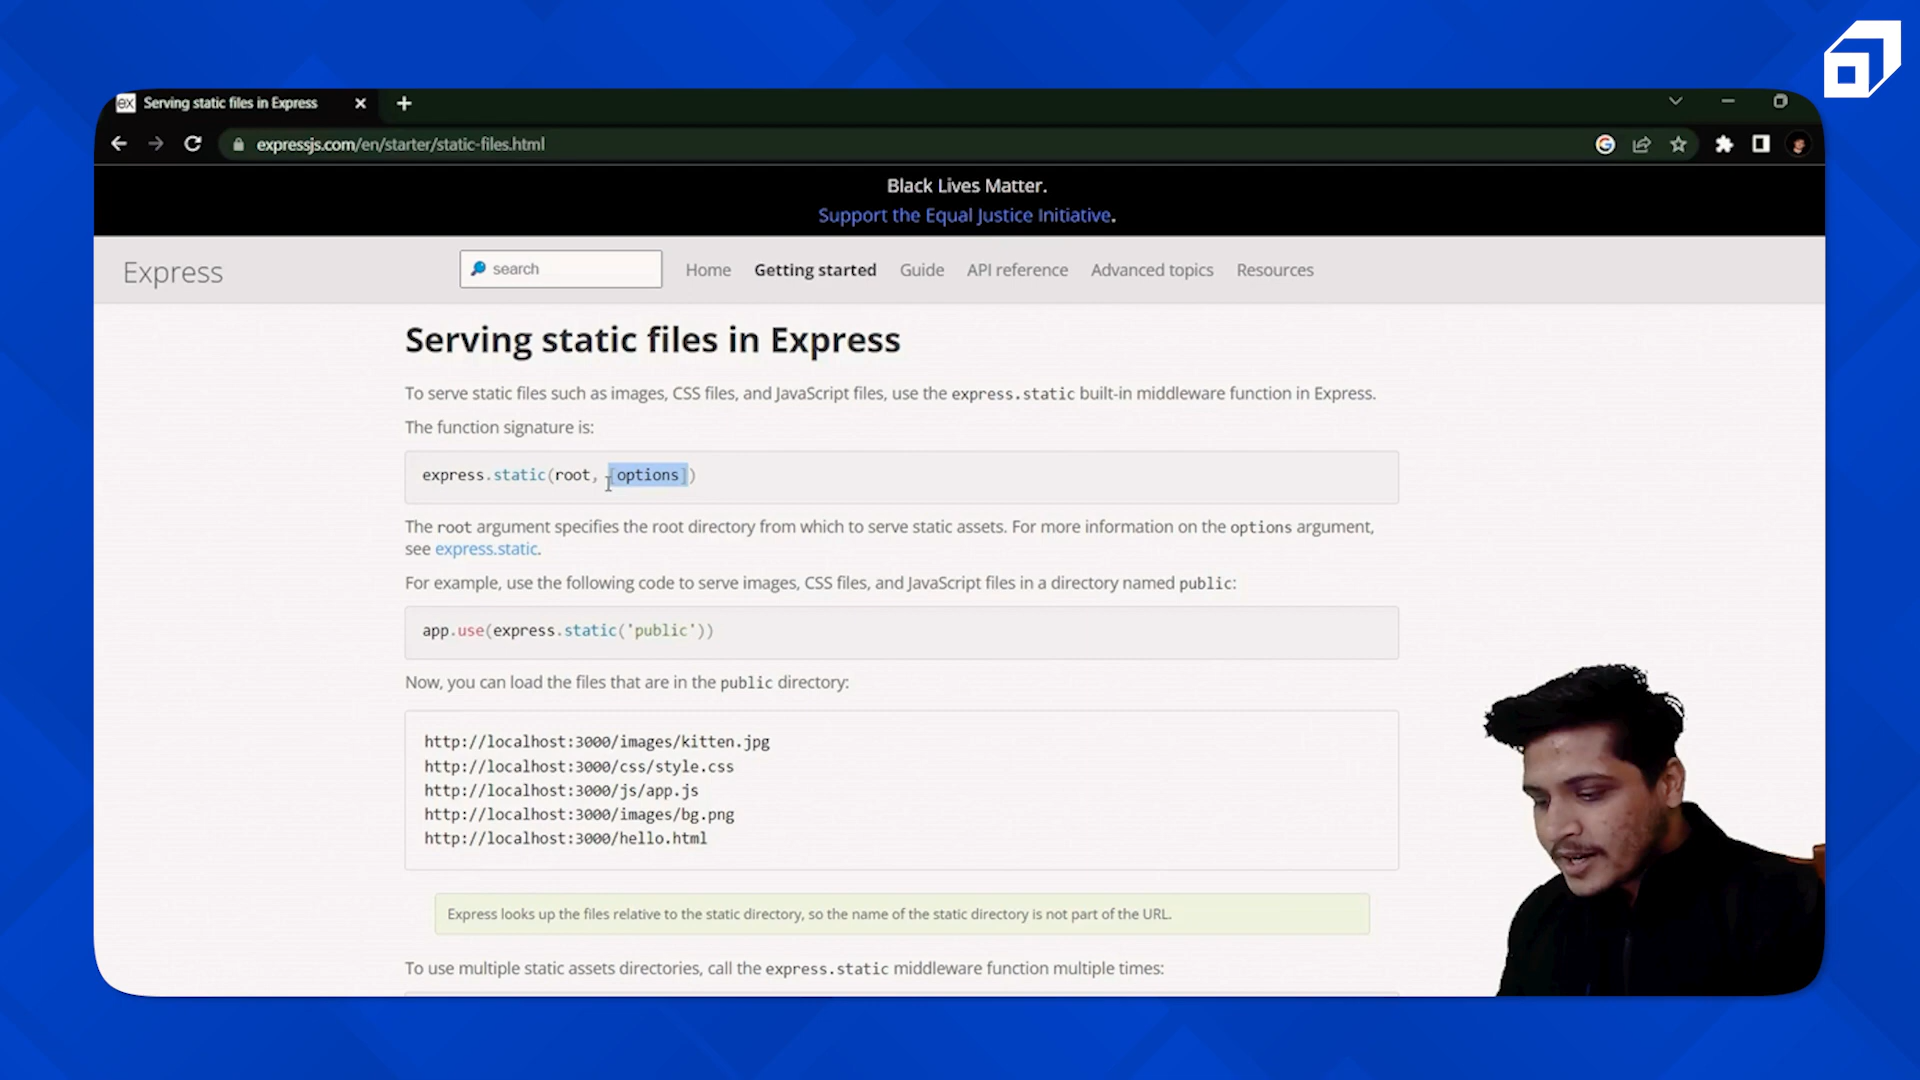 ex Serving static files in Express
expressjs.com/en/starter/static-files.html
Black Lives Matter.
Support the Equal Justice Initiative.
Express
search
Home Getting started Guide API reference Advanced topics Resources
Serving static files in Express
To serve static files such as images, CSS files, and JavaScript files, use the express.static built-in middleware function in Express.
The function signature is:
express.static(root, [options])
The root argument specifies the root directory from which to serve static assets. For more information on the options argument,
see express.static.
For example, use the following code to serve images, CSS files, and JavaScript files in a directory named public:
app.use(express.static('public'))
Now, you can load the files that are in the public directory:
http://localhost:3000/images/kitten.jpg
http://localhost:3000/css/style.css
http://localhost:3000/js/app.js
http://localhost:3000/images/bg.png
http://localhost:3000/hello.html
Express looks up the files relative to the static directory, so the name of the static directory is not part of the URL.
To use multiple static assets directories, call the express.static middleware function multiple times: